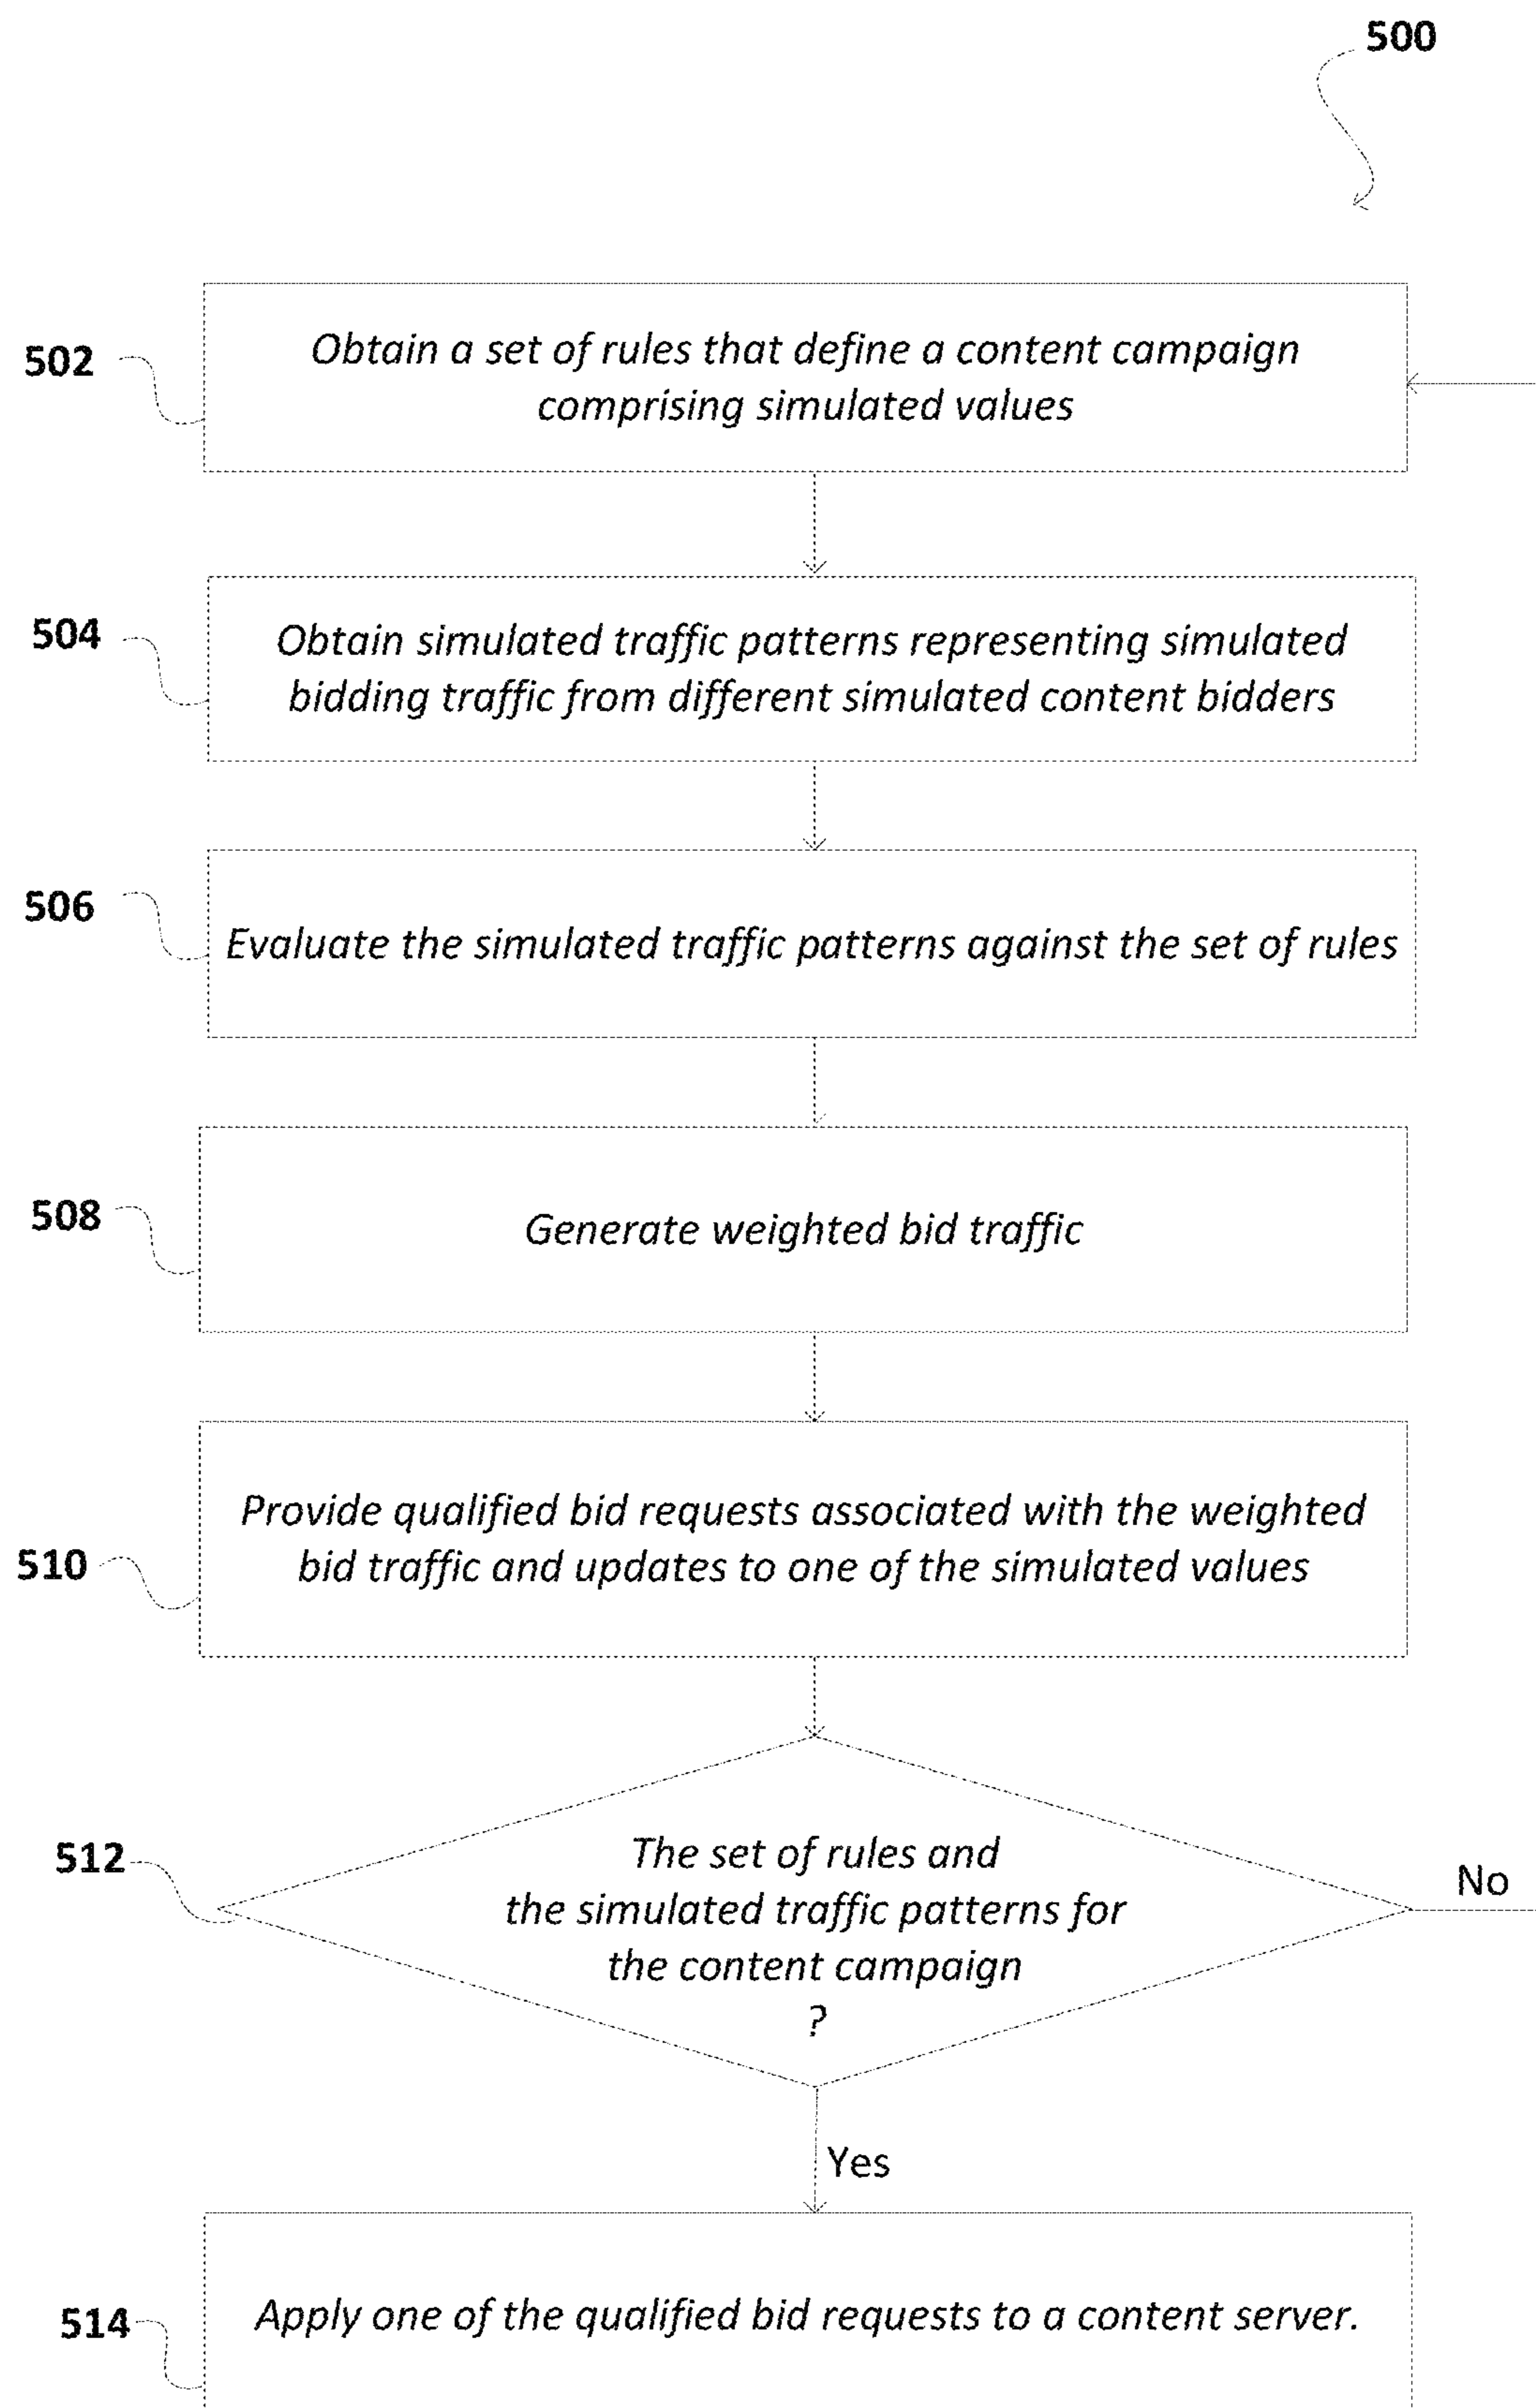 500
502
Obtain a set of rules that define a content campaign
comprising simulated values
504
Obtain simulated traffic patterns representing simulated
bidding traffic from different simulated content bidders
506
Evaluate the simulated traffic patterns against the set of rules
508
Generate weighted bid traffic
510
Provide qualified bid requests associated with the weighted
bid traffic and updates to one of the simulated values
512
The set of rules and
the simulated traffic patterns for
the content campaign
?
No
Yes
514
Apply one of the qualified bid requests to a content server.